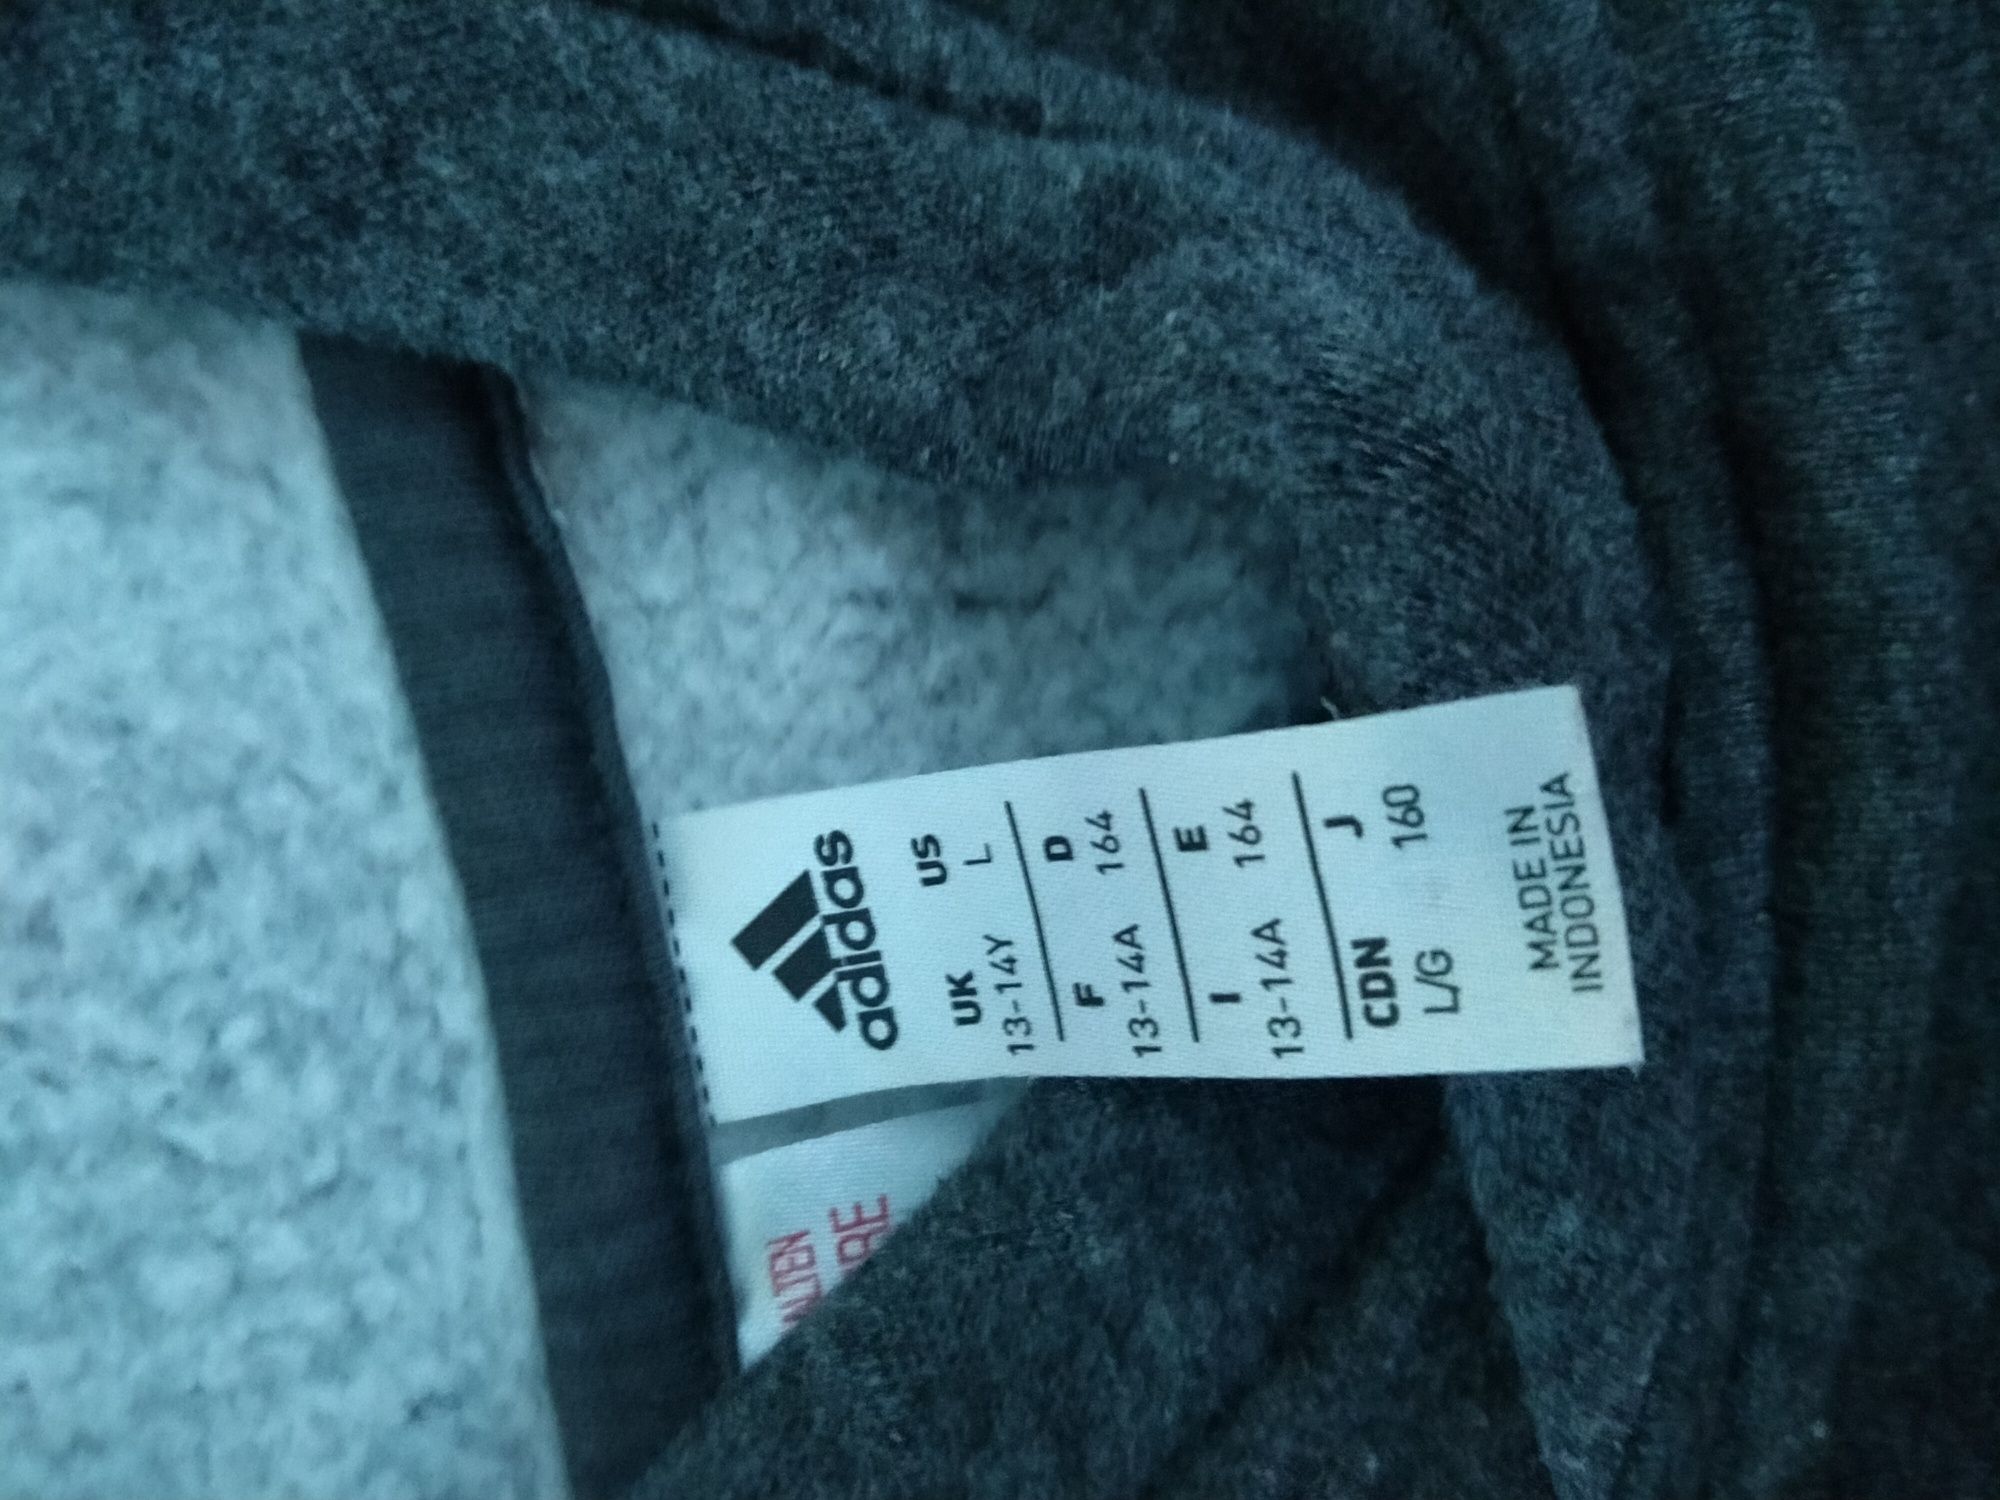 adidas
UK US
13-14Y L
F D
13-14A 164
I E
13-14A 164
CDN J
L/G 160
MADE IN
INDONESIA